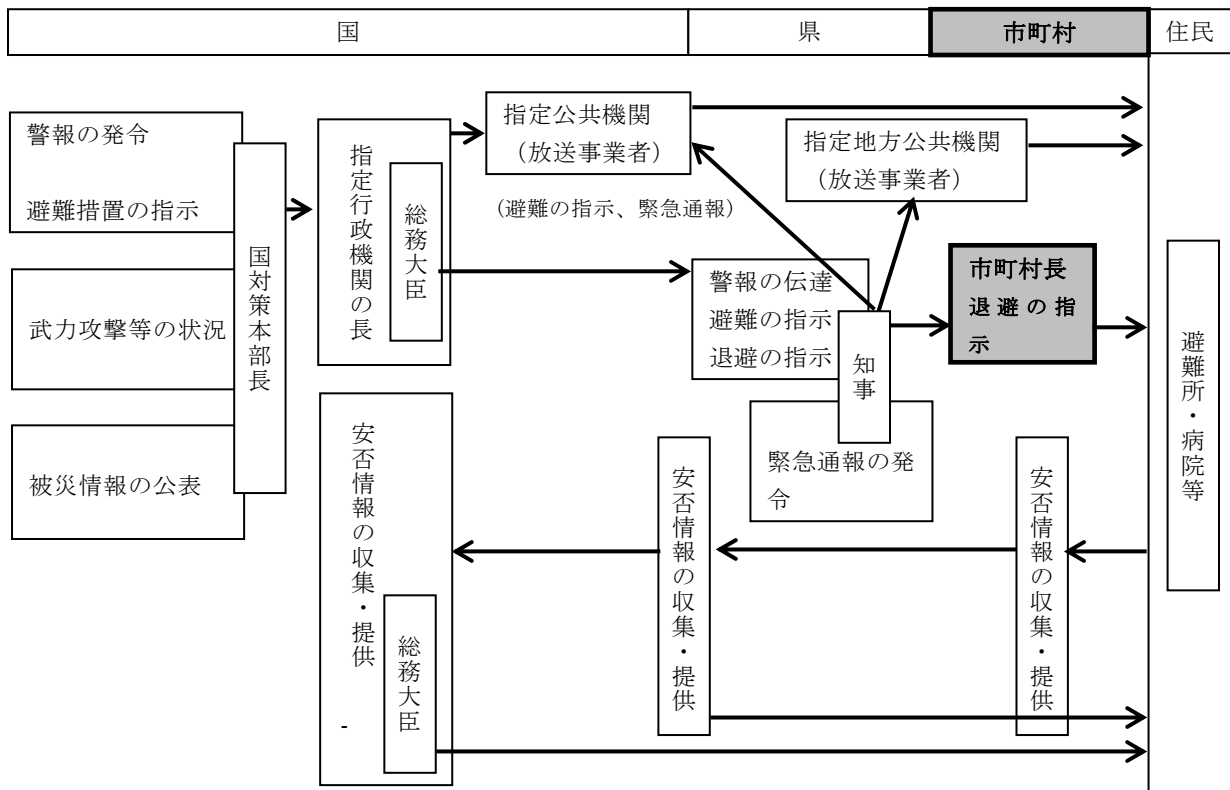 国
県
市町村
住民
警報の発令
避難措置の指示
武力攻撃等の状況
被災情報の公表
国対策本部長
指定行政機関の長
総務大臣
指定公共機関
（放送事業者）
(避難の指示、緊急通報)
指定地方公共機関
（放送事業者）
警報の伝達
避難の指示
退避の指示
知事
緊急通報の発
令
市町村長
退避の指
示
避難所・病院等
安否情報の収集・提供
総務大臣
-
安否情報の収集・提供
安否情報の収集・提供